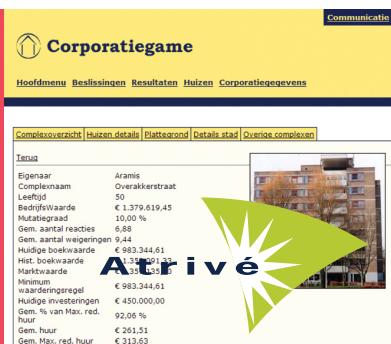 Communicatie
Corporatiegame
Hoofdmenu Beslissingen Resultaten Huizen Corporatiegegevens
Complexoverzicht Huizen details Plattegrond Details stad Overige complexen
Terug
Eigenaar Aramis
Complexnaam Overakkerstraat
Leeftijd 50
BedrijfsWaarde € 1.379.619,45
Mutatiegraad 10,00 %
Gem. aantal reacties 6,88
Gem. aantal weigeringen 9,44
Huidige boekwaarde € 983.344,61
Hist. boekwaarde
Marktwaarde
Atrivé
Minimum
waarderingsregel € 983.344,61
Huidige investeringen € 450.000,00
Gem. % van Max. red.
huur 92,06 %
Gem. huur € 261,51
Gem. Max. red. huur € 313,63